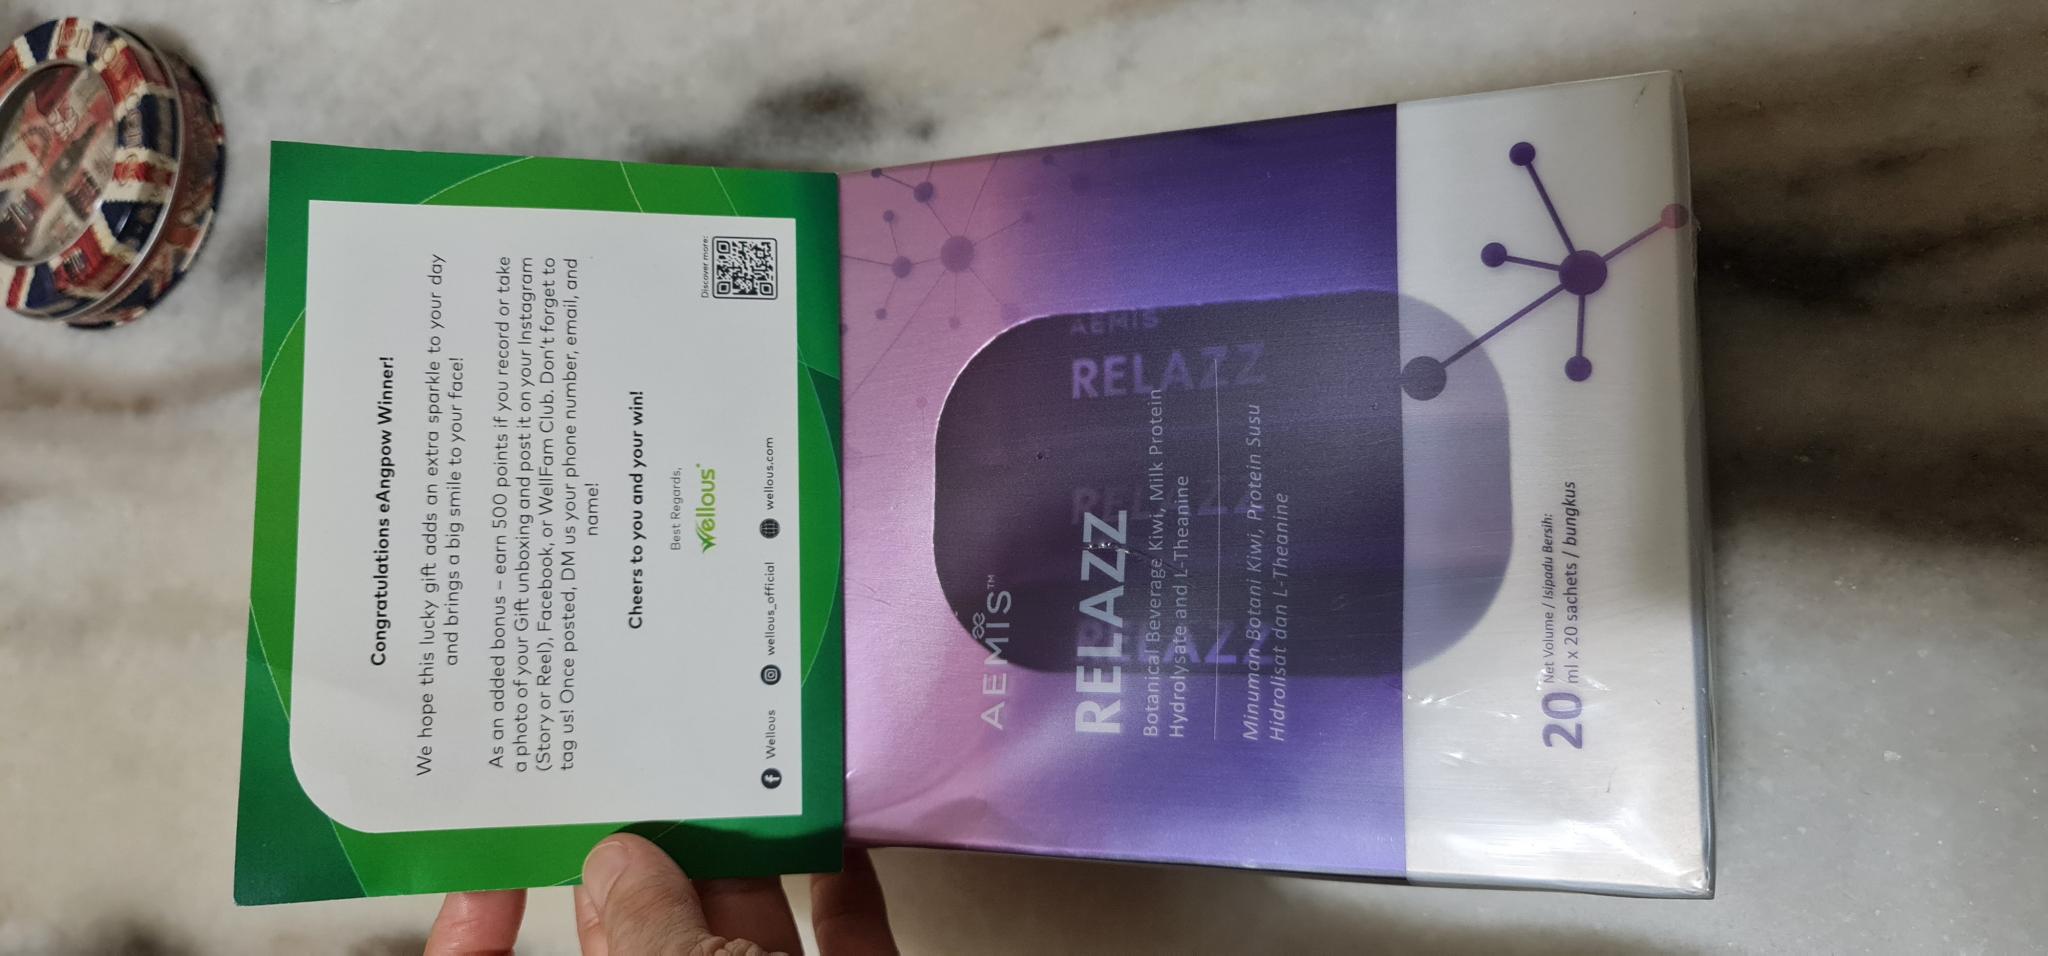 Congratulations eAngpow Winner!
We hope this lucky gift adds an extra sparkle to your day
and brings a big smile to your face!
As an added bonus – earn 500 points if you record or take
a photo of your Gift unboxing and post it on your Instagram
(Story or Reel), Facebook, or WellFam Club. Don't forget to
tag us! Once posted, DM us your phone number, email, and
name!
Cheers to you and your win!
Best Regards,
Wellous
Discover more:
Wellous
wellous_official
wellous.com
AEMIS™
RELAZZ
Botanical Beverage Kiwi, Milk Protein
Hydrolysate and L-Theanine
Minuman Botani Kiwi, Protein Susu
Hidrolisat dan L-Theanine
AEMIS
RELAZZ
RELAZZ
RELAZZ
Net Volume / Isipadu Bersih:
20 ml x 20 sachets / bungkus